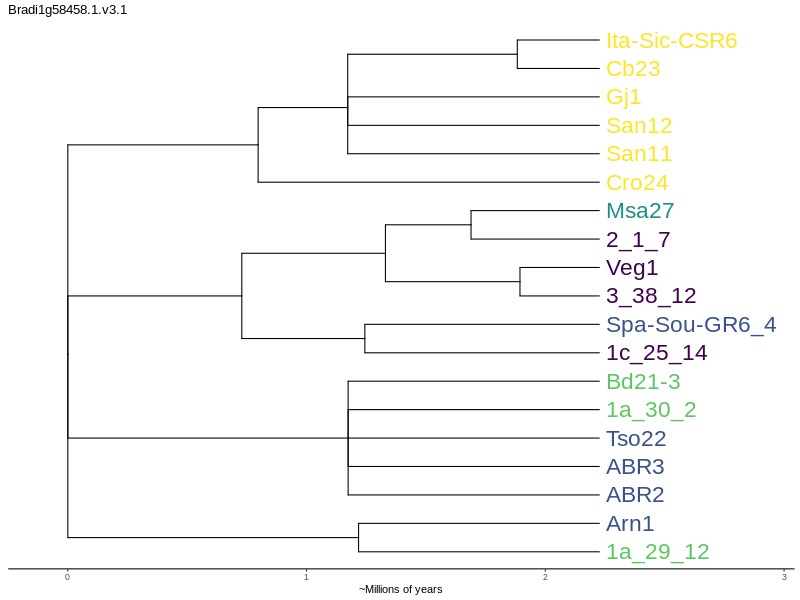 Bradi1g58458.1.v3.1
Ita-Sic-CSR6
Cb23
Gj1
San12
San11
Cro24
Msa27
2_1_7
Veg1
3_38_12
Spa-Sou-GR6_4
1c_25_14
Bd21-3
1a_30_2
Tso22
ABR3
ABR2
Arn1
1a_29_12
0 1 2 3
~Millions of years